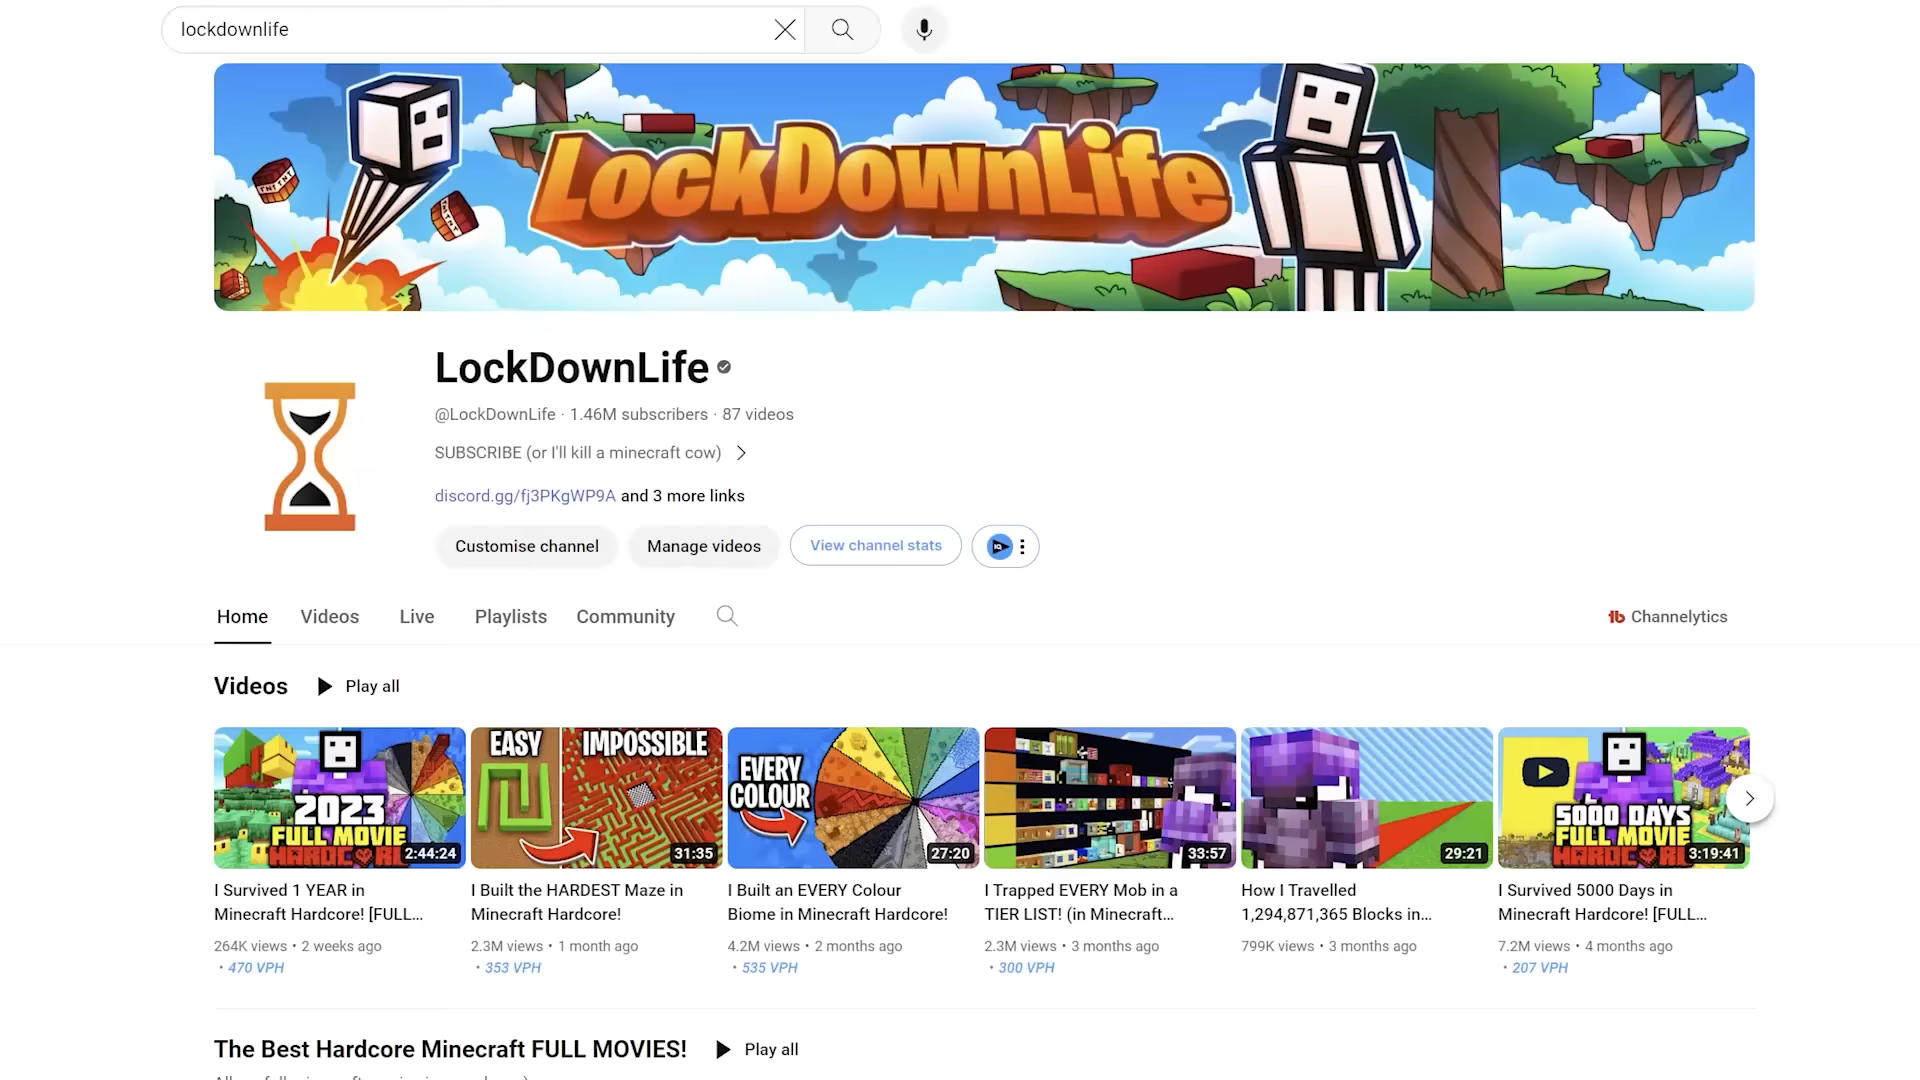 lockdownlife
LockDownLife
TNT
TNT
LockDownLife
@LockDownLife · 1.46M subscribers · 87 videos
SUBSCRIBE (or I'll kill a minecraft cow)
discord.gg/fj3PKgWP9A and 3 more links
Customise channel
Manage videos
View channel stats
IQ
Home
Videos
Live
Playlists
Community
tb Channelytics
Videos
Play all
2023
FULL MOVIE
HARDCORE
2:44:24
EASY
IMPOSSIBLE
31:35
EVERY
COLOUR
27:20
33:57
29:21
5000 DAYS
FULL MOVIE
HARDCORE
3:19:41
I Survived 1 YEAR in
Minecraft Hardcore! [FULL...
264K views • 2 weeks ago
• 470 VPH
I Built the HARDEST Maze in
Minecraft Hardcore!
2.3M views • 1 month ago
• 353 VPH
I Built an EVERY Colour
Biome in Minecraft Hardcore!
4.2M views • 2 months ago
• 535 VPH
I Trapped EVERY Mob in a
TIER LIST! (in Minecraft...
2.3M views • 3 months ago
• 300 VPH
How I Travelled
1,294,871,365 Blocks in...
799K views • 3 months ago
I Survived 5000 Days in
Minecraft Hardcore! [FULL...
7.2M views • 4 months ago
• 207 VPH
The Best Hardcore Minecraft FULL MOVIES!
Play all